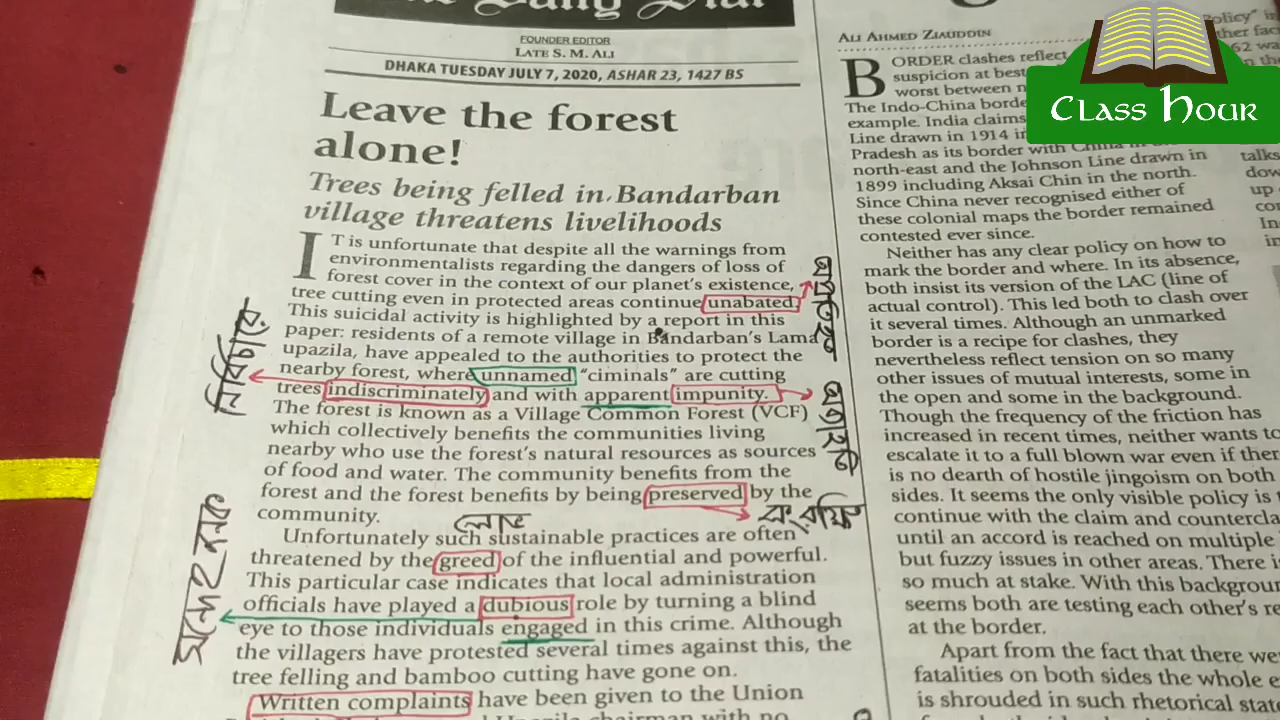 The Daily Star
FOUNDER EDITOR
LATE S. M. ALI
DHAKA TUESDAY JULY 7, 2020, ASHAR 23, 1427 BS
Leave the forest
alone!
Trees being felled in Bandarban
village threatens livelihoods
IT is unfortunate that despite all the warnings from
environmentalists regarding the dangers of loss of
forest cover in the context of our planet's existence,
tree cutting even in protected areas continue unabated.
This suicidal activity is highlighted by a report in this
paper: residents of a remote village in Bandarban's Lama
upazila, have appealed to the authorities to protect the
nearby forest, where unnamed "ciminals" are cutting
trees indiscriminately and with apparent impunity.
The forest is known as a Village Common Forest (VCF)
which collectively benefits the communities living
nearby who use the forest's natural resources as sources
of food and water. The community benefits from the
forest and the forest benefits by being preserved by the
community.
Unfortunately such sustainable practices are often
threatened by the greed of the influential and powerful.
This particular case indicates that local administration
officials have played a dubious role by turning a blind
eye to those individuals engaged in this crime. Although
the villagers have protested several times against this, the
tree felling and bamboo cutting have gone on.
Written complaints have been given to the Union
chairman with no
অপ্রতিহত
অব্যাহতি
সংরক্ষিত
লোভ
সন্দেহজনক
ALI AHMED ZIAUDDIN
BORDER clashes reflect
suspicion at best
worst between
The Indo-China
example. India claims
Line drawn in 1914 in
Pradesh as its border with China in
north-east and the Johnson Line drawn in
1899 including Aksai Chin in the north.
Since China never recognised either of
these colonial maps the border remained
contested ever since.
Neither has any clear policy on how to
mark the border and where. In its absence,
both insist its version of the LAC (line of
actual control). This led both to clash over
it several times. Although an unmarked
border is a recipe for clashes, they
nevertheless reflect tension on so many
other issues of mutual interests, some in
the open and some in the background.
Though the frequency of the friction has
increased in recent times, neither wants to
escalate it to a full blown war even if
is no dearth of hostile jingoism on both
sides. It seems the only visible policy is
continue with the claim and
until an accord is reached on multiple
but fuzzy issues in other areas. There
so much at stake. With this
seems both are testing each other's
at the border.
Apart from the fact that there
fatalities on both sides the whole
is shrouded in such rhetorical
talks
up
CLASS HOUR